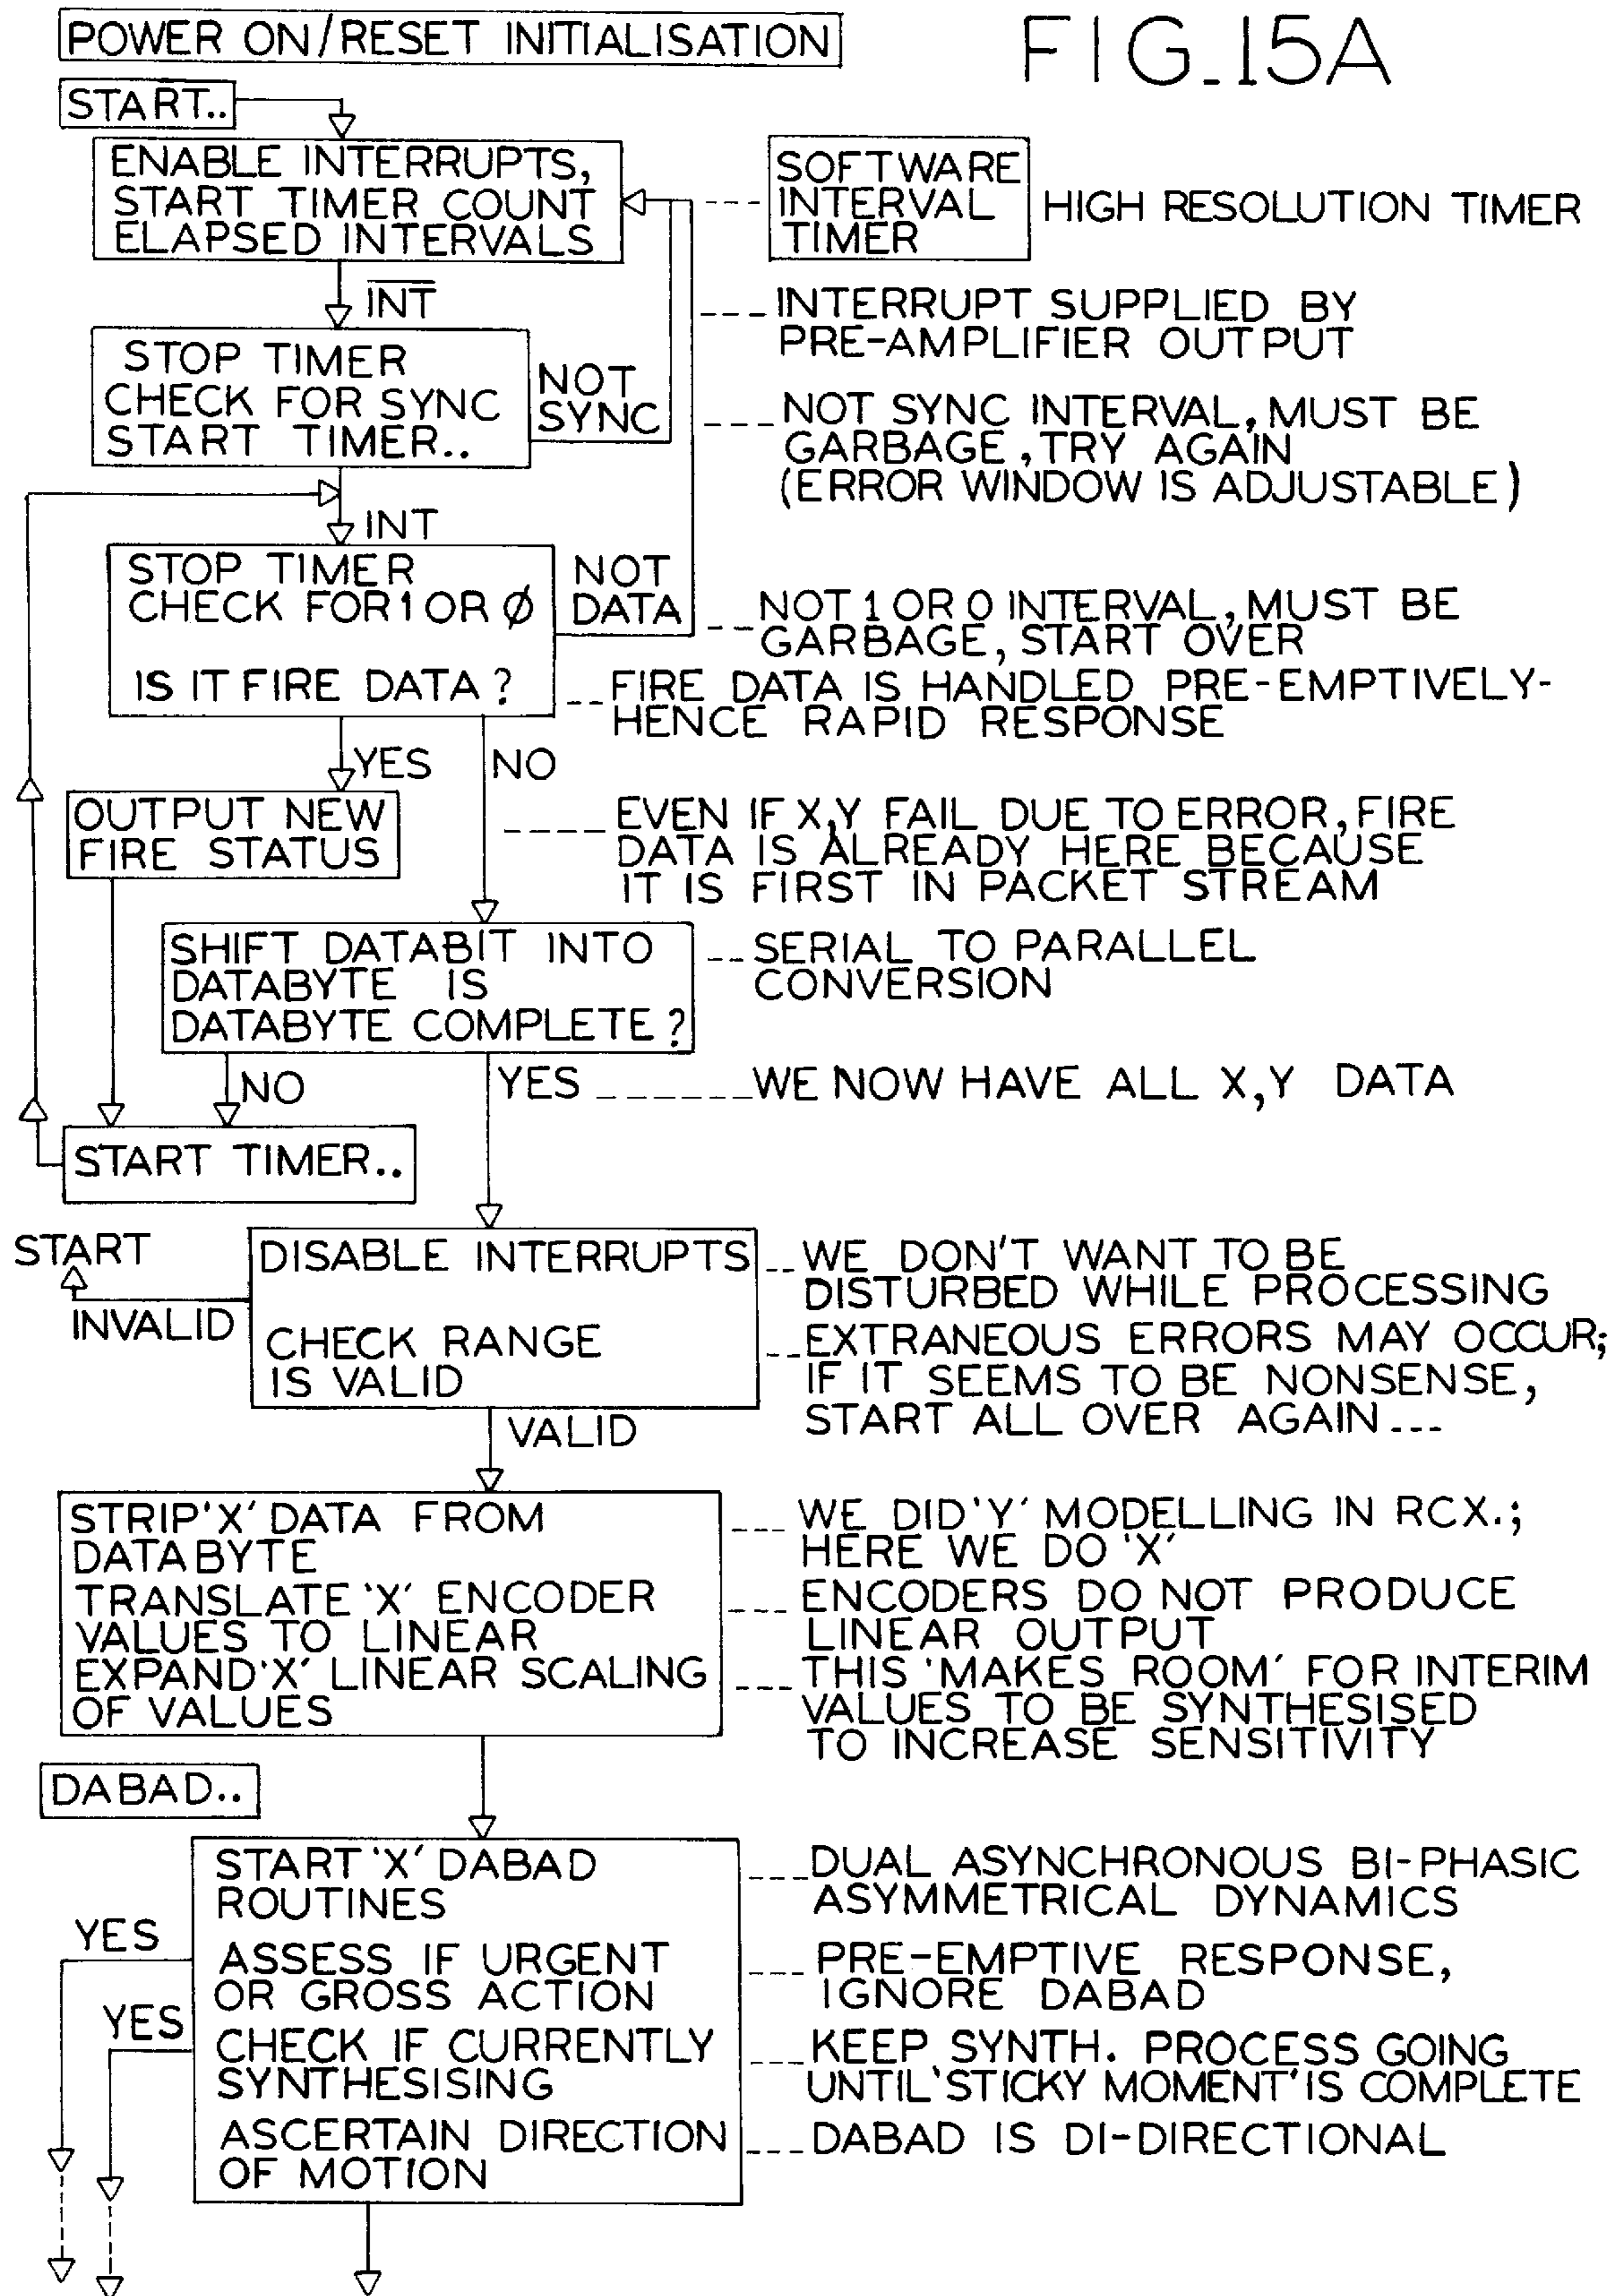 POWER ON/RESET INITIALISATION
FIG_15A
START..
ENABLE INTERRUPTS,
START TIMER COUNT
ELAPSED INTERVALS
SOFTWARE
INTERVAL
TIMER
HIGH RESOLUTION TIMER
INT
INTERRUPT SUPPLIED BY
PRE-AMPLIFIER OUTPUT
STOP TIMER
CHECK FOR SYNC
START TIMER..
NOT
SYNC
NOT SYNC INTERVAL, MUST BE
GARBAGE, TRY AGAIN
(ERROR WINDOW IS ADJUSTABLE)
INT
STOP TIMER
CHECK FOR 1 OR Ø
IS IT FIRE DATA?
NOT
DATA
NOT 1 OR 0 INTERVAL, MUST BE
GARBAGE, START OVER
FIRE DATA IS HANDLED PRE-EMPTIVELY-
HENCE RAPID RESPONSE
YES
NO
OUTPUT NEW
FIRE STATUS
EVEN IF X,Y FAIL DUE TO ERROR, FIRE
DATA IS ALREADY HERE BECAUSE
IT IS FIRST IN PACKET STREAM
SHIFT DATABIT INTO
DATABYTE IS
DATABYTE COMPLETE?
SERIAL TO PARALLEL
CONVERSION
NO
YES
WE NOW HAVE ALL X,Y DATA
START TIMER..
START
INVALID
DISABLE INTERRUPTS
CHECK RANGE
IS VALID
WE DON'T WANT TO BE
DISTURBED WHILE PROCESSING
EXTRANEOUS ERRORS MAY OCCUR;
IF IT SEEMS TO BE NONSENSE,
START ALL OVER AGAIN---
VALID
STRIP 'X' DATA FROM
DATABYTE
TRANSLATE 'X' ENCODER
VALUES TO LINEAR
EXPAND 'X' LINEAR SCALING
OF VALUES
WE DID 'Y' MODELLING IN RCX.;
HERE WE DO 'X'
ENCODERS DO NOT PRODUCE
LINEAR OUTPUT
THIS 'MAKES ROOM' FOR INTERIM
VALUES TO BE SYNTHESISED
TO INCREASE SENSITIVITY
DABAD..
START 'X' DABAD
ROUTINES
DUAL ASYNCHRONOUS BI-PHASIC
ASYMMETRICAL DYNAMICS
YES
ASSESS IF URGENT
OR GROSS ACTION
PRE-EMPTIVE RESPONSE,
IGNORE DABAD
YES
CHECK IF CURRENTLY
SYNTHESISING
KEEP SYNTH. PROCESS GOING
UNTIL 'STICKY MOMENT' IS COMPLETE
ASCERTAIN DIRECTION
OF MOTION
DABAD IS DI-DIRECTIONAL